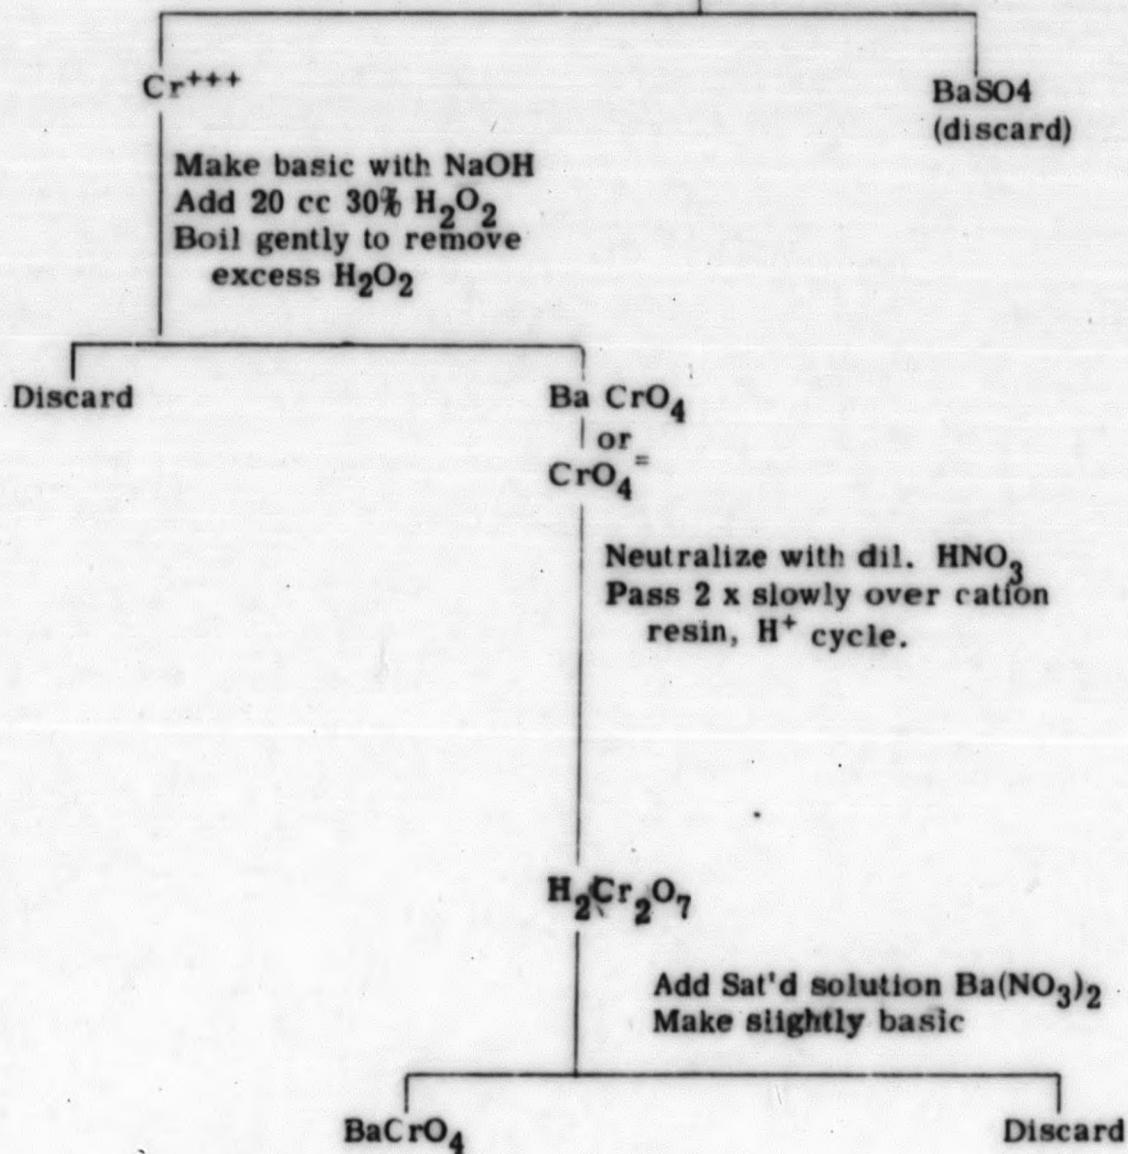 Cr⁺⁺⁺
BaSO4
(discard)
Make basic with NaOH
Add 20 cc 30% H₂O₂
Boil gently to remove
excess H₂O₂
Discard
Ba CrO₄
or
CrO₄⁼
Neutralize with dil. HNO₃
Pass 2 x slowly over cation
resin, H⁺ cycle.
H₂Cr₂O₇
Add Sat'd solution Ba(NO₃)₂
Make slightly basic
BaCrO₄
Discard